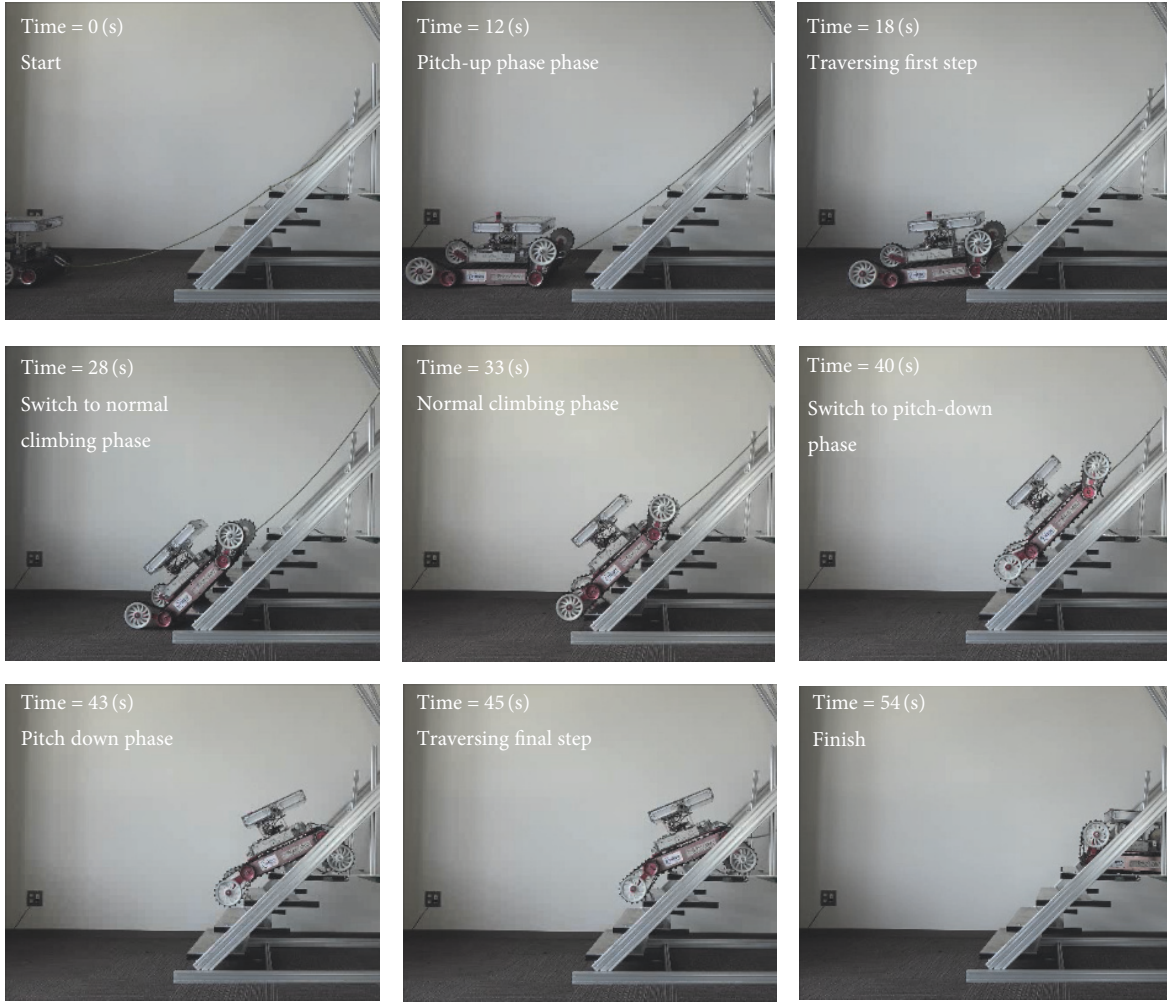 Time = 0 (s)
Start
Time = 12 (s)
Pitch-up phase phase
Time = 18 (s)
Traversing first step
Time = 28 (s)
Switch to normal
climbing phase
Time = 33 (s)
Normal climbing phase
Time = 40 (s)
Switch to pitch-down
phase
Time = 43 (s)
Pitch down phase
Time = 45 (s)
Traversing final step
Time = 54 (s)
Finish